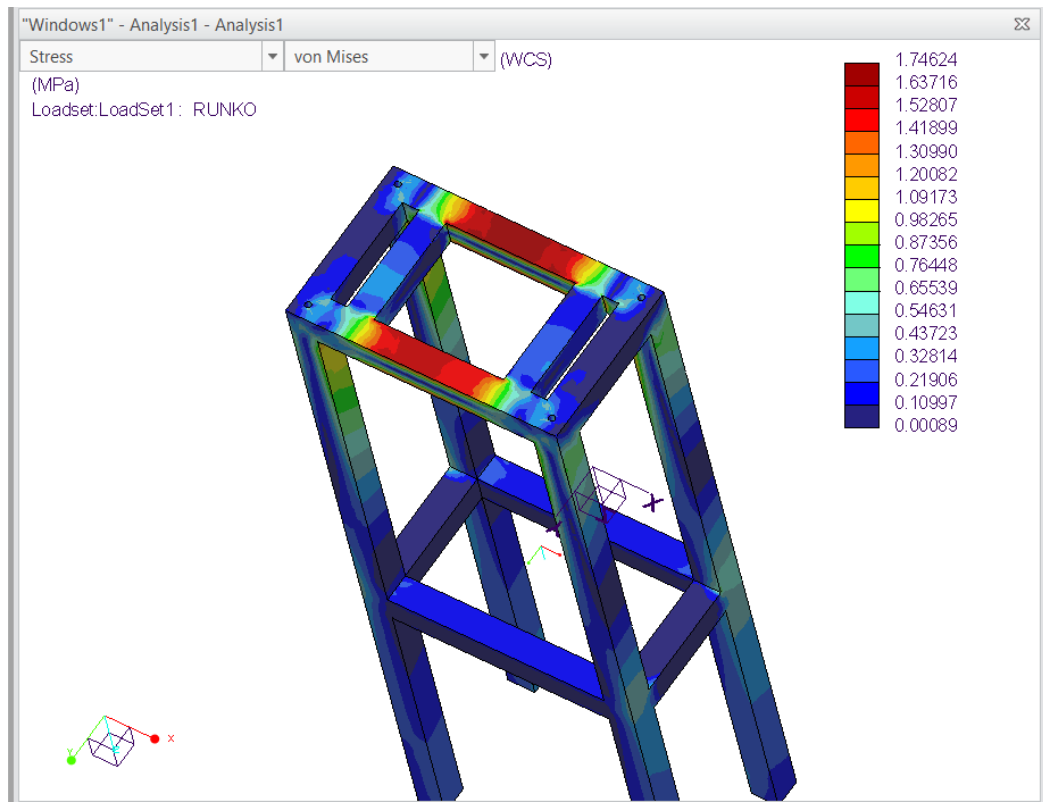 "Windows1" - Analysis1 - Analysis1
Stress
von Mises
(WCS)
(MPa)
Loadset:LoadSet1 : RUNKO
1.74624
1.63716
1.52807
1.41899
1.30990
1.20082
1.09173
0.98265
0.87356
0.76448
0.65539
0.54631
0.43723
0.32814
0.21906
0.10997
0.00089
X
Y